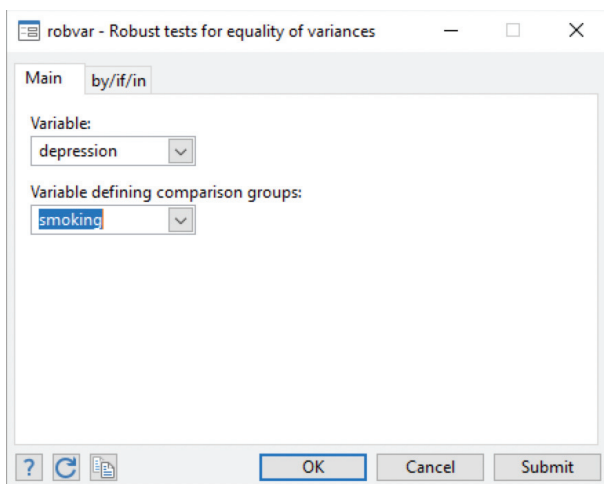 robvar - Robust tests for equality of variances
Main by/if/in
Variable:
depression
Variable defining comparison groups:
smoking
? OK Cancel Submit